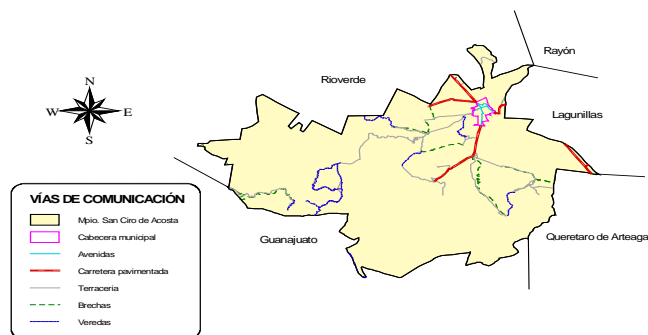 Rayón
Rioverde
Lagunillas
N
W
E
S
Guanajuato
Queretaro de Arteaga
VÍAS DE COMUNICACIÓN
Mpio. San Ciro de Acosta
Cabecera municipal
Avenidas
Carretera pavimentada
Terraceria
Brechas
Veredas